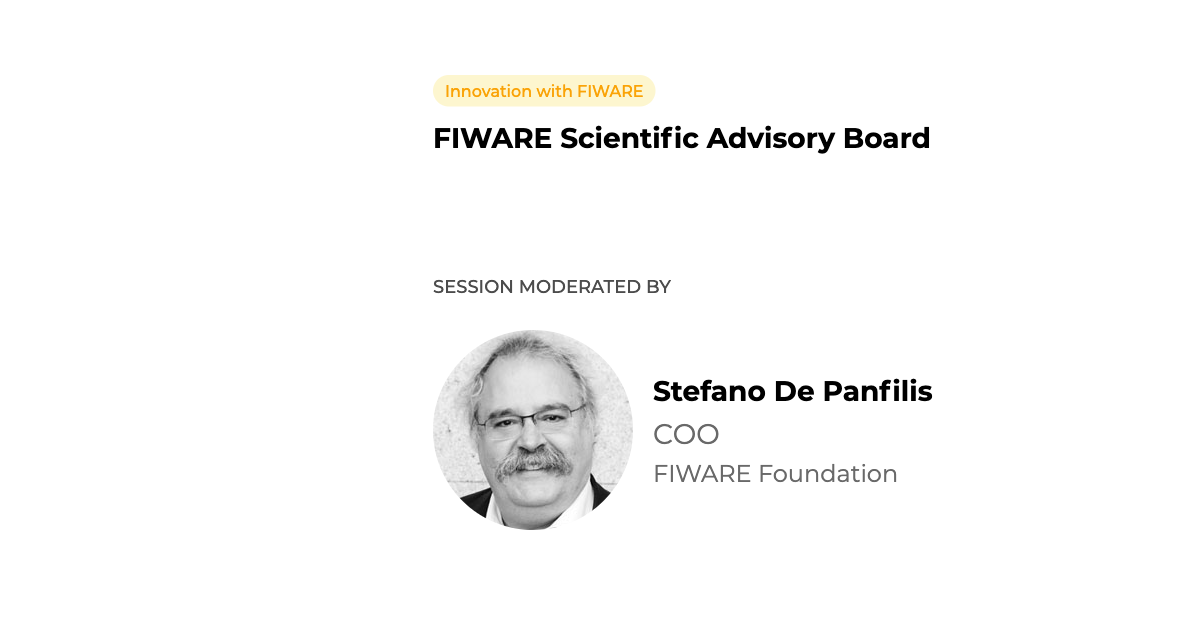 Innovation with FIWARE
FIWARE Scientific Advisory Board
SESSION MODERATED BY
Stefano De Panfilis
COO
FIWARE Foundation